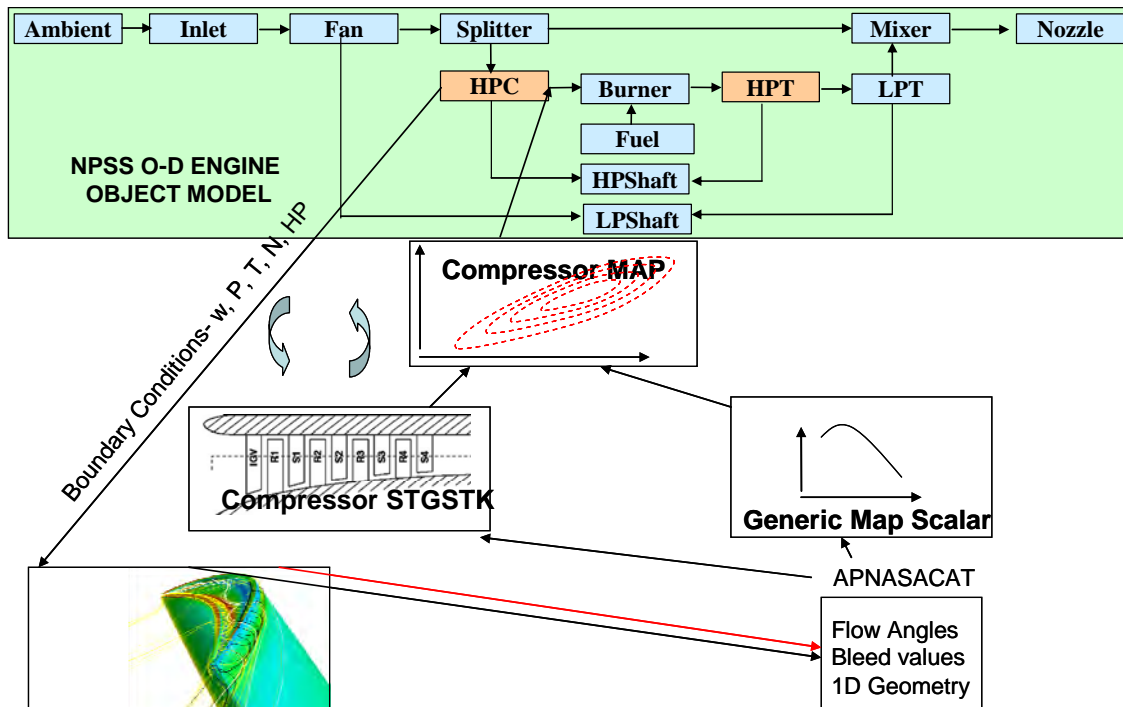 Ambient
Inlet
Fan
Splitter
Mixer
Nozzle
HPC
Burner
HPT
LPT
Fuel
NPSS O-D ENGINE
OBJECT MODEL
HPShaft
LPShaft
Boundary Conditions- w, P, T, N, HP
Compressor MAP
IGV
R1
S1
R2
S2
R3
S3
R4
S4
Compressor STGSTK
Generic Map Scalar
APNASACAT
Flow Angles
Bleed values
1D Geometry